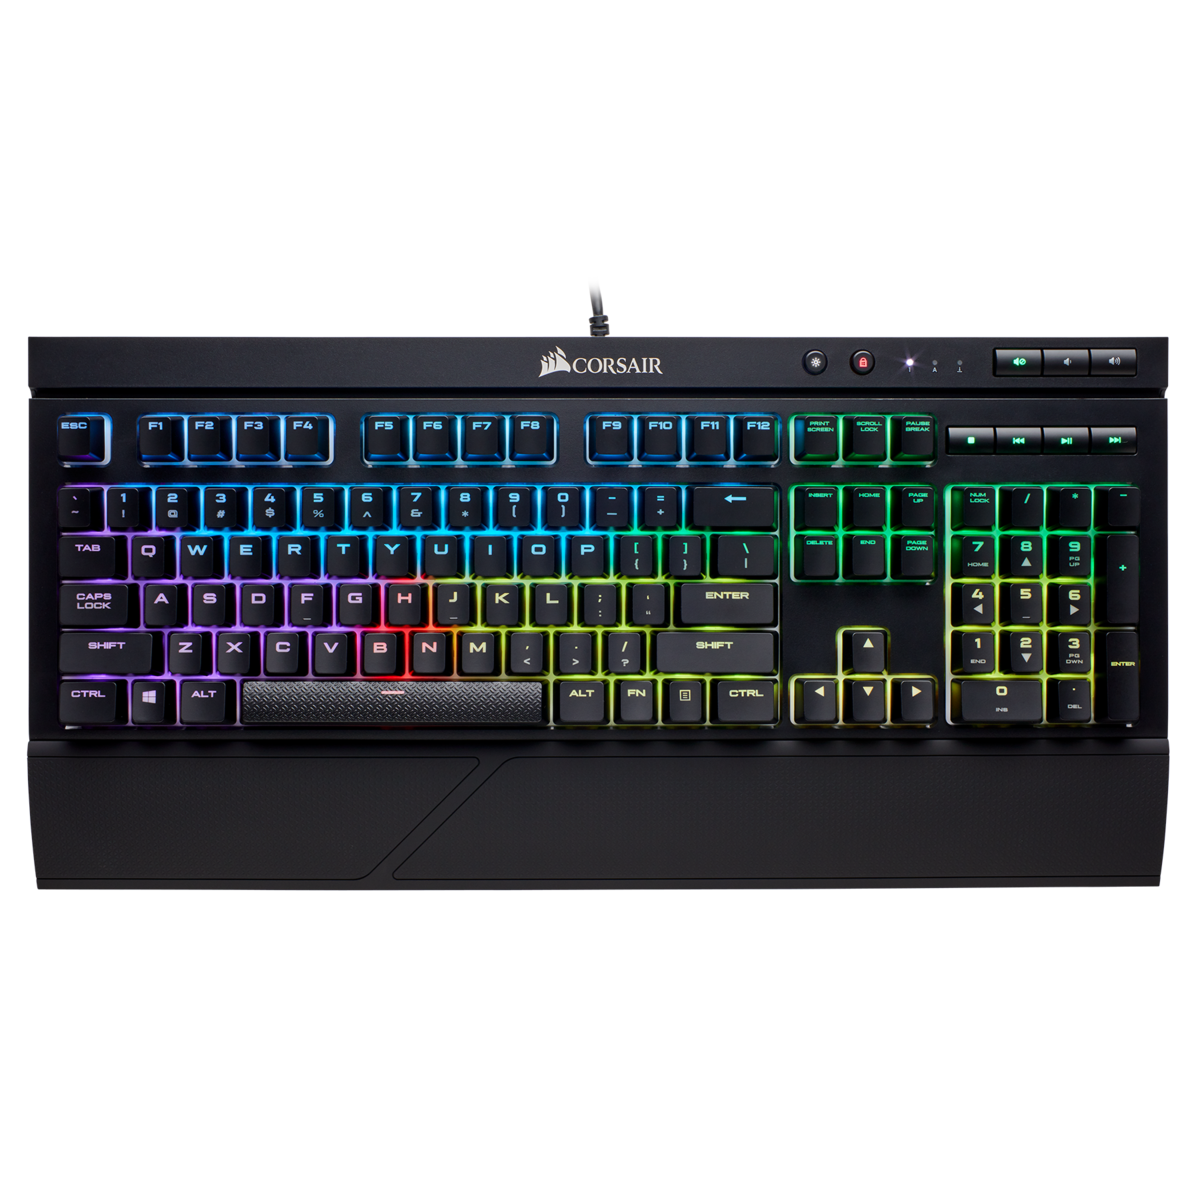 CORSAIR
A
ESC F1 F2 F3 F4 F5 F6 F7 F8 F9 F10 F11 F12 PRINT SCREEN SCROLL LOCK PAUSE BREAK
` ~ 1 ! 2 @ 3 # 4 $ 5 % 6 ^ 7 & 8 * 9 ( 0 ) - _ = + ← INSERT HOME PAGE UP NUM LOCK / * -
TAB Q W E R T Y U I O P [ { ] } \ | DELETE END PAGE DOWN 7 HOME 8 ▲ 9 PG UP +
CAPS LOCK A S D F _ G H J _ K L ; : ' " ENTER 4 ◀ 5 _ 6 ▶
SHIFT Z X C V B N M , < . > / ? SHIFT ▲ 1 END 2 ▼ 3 PG DWN ENTER
CTRL ALT ALT FN CTRL ◀ ▼ ▶ 0 INS . DEL